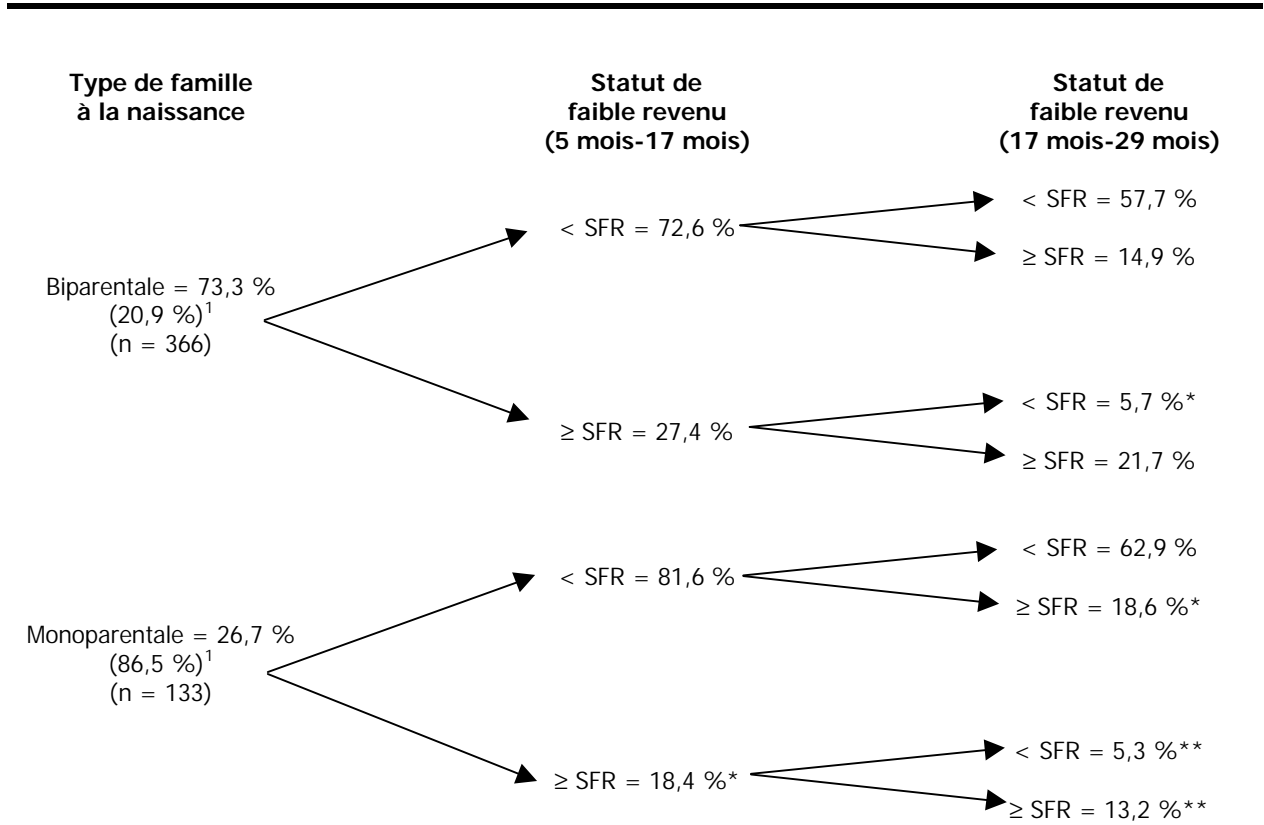 Type de famille
à la naissance
Statut de
faible revenu
(5 mois-17 mois)
Statut de
faible revenu
(17 mois-29 mois)
Biparentale = 73,3 %
(20,9 %)¹
(n = 366)
< SFR = 72,6 %
< SFR = 57,7 %
≥ SFR = 14,9 %
≥ SFR = 27,4 %
< SFR = 5,7 %*
≥ SFR = 21,7 %
Monoparentale = 26,7 %
(86,5 %)¹
(n = 133)
< SFR = 81,6 %
< SFR = 62,9 %
≥ SFR = 18,6 %*
≥ SFR = 18,4 %*
< SFR = 5,3 %**
≥ SFR = 13,2 %**